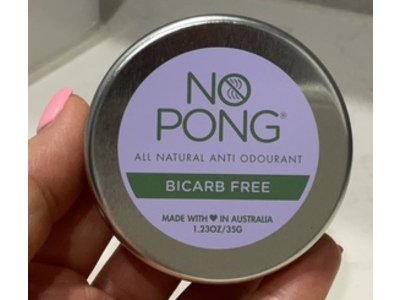 NO
PONG®
ALL NATURAL ANTI ODOURANT
BICARB FREE
MADE WITH ♥ IN AUSTRALIA
1.23OZ/35G